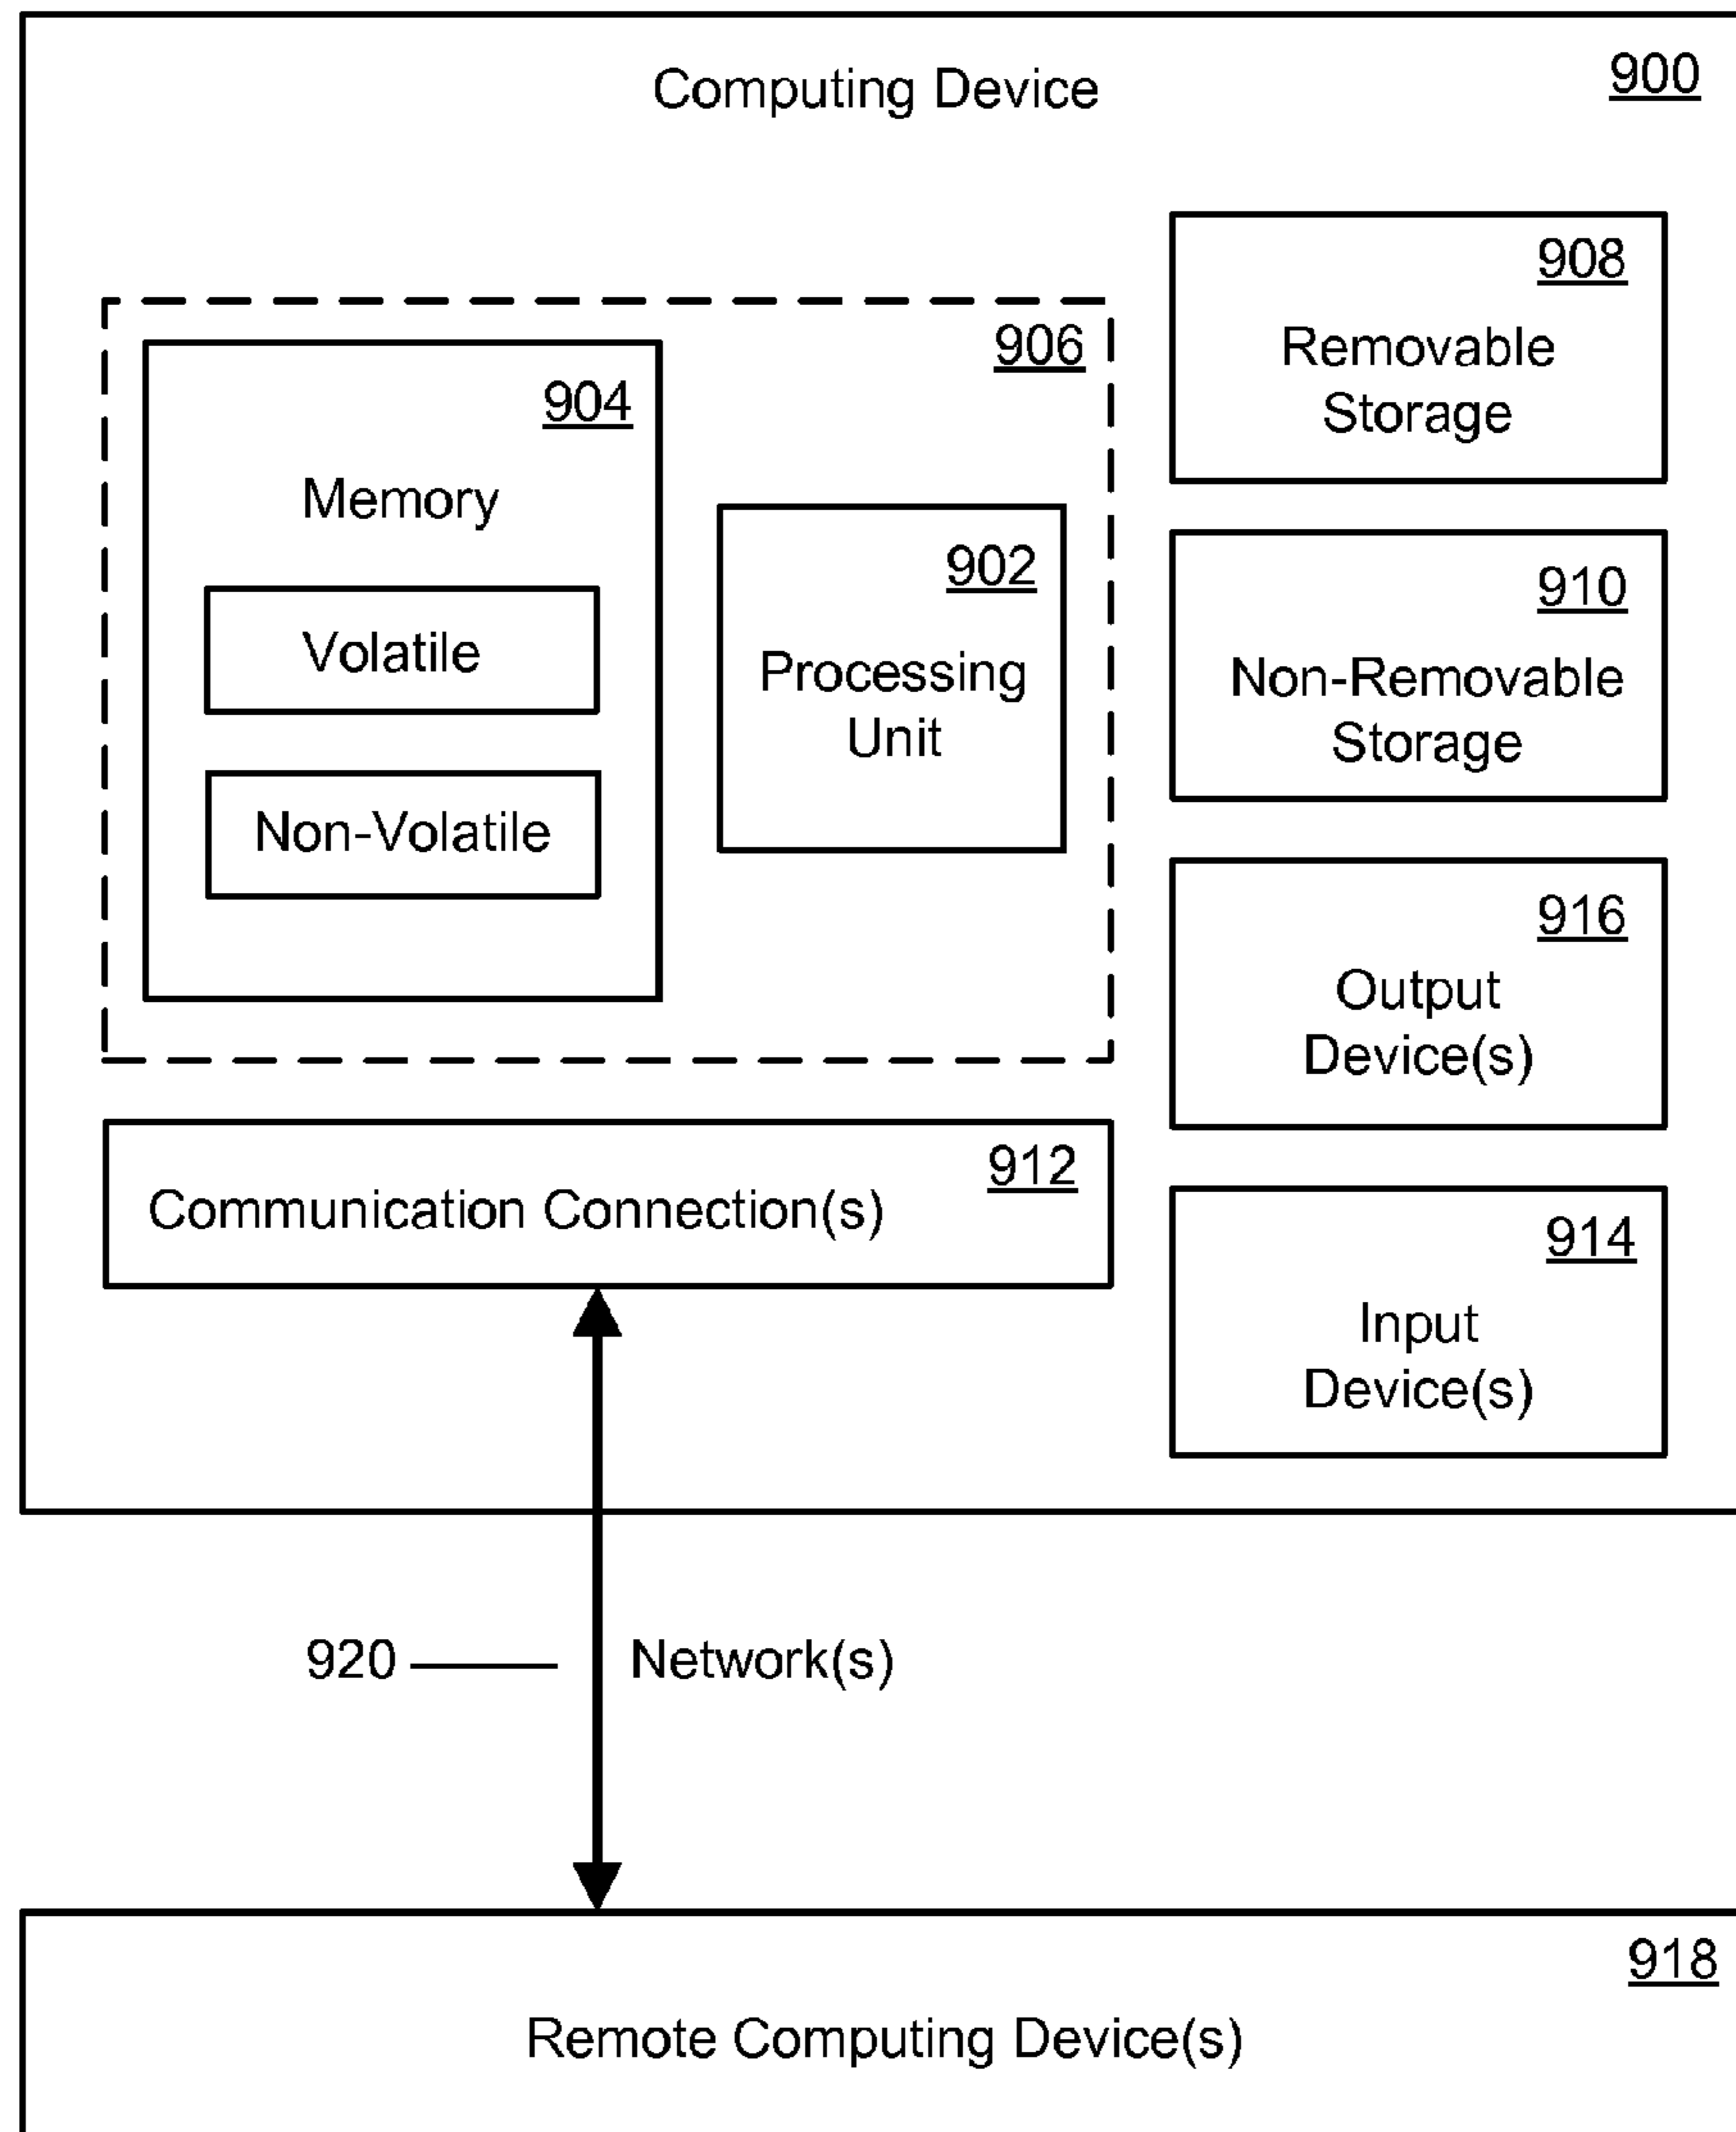 Computing Device
900
906
904
Memory
Volatile
Non-Volatile
902
Processing
Unit
908
Removable
Storage
910
Non-Removable
Storage
916
Output
Device(s)
912
Communication Connection(s)
914
Input
Device(s)
920
Network(s)
918
Remote Computing Device(s)